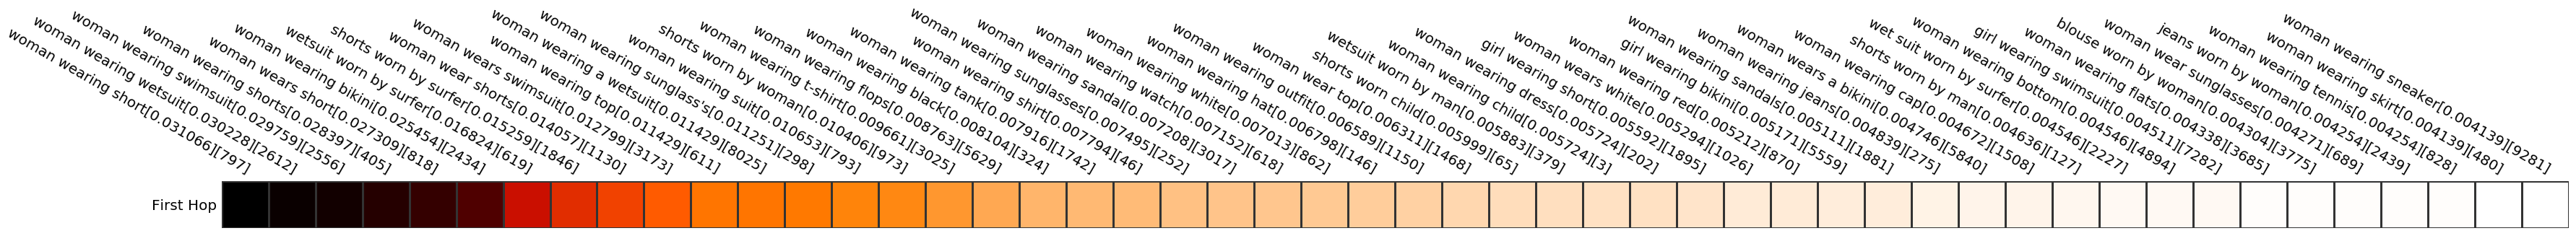 woman wearing short[0.031066][797]
woman wearing wetsuit[0.030228][2612]
woman wearing swimsuit[0.029759][2556]
woman wearing shorts[0.028397][405]
woman wears short[0.027309][818]
woman wearing bikini[0.025454][2434]
wetsuit worn by surfer[0.016824][619]
shorts worn by surfer[0.015259][1846]
woman wear shorts[0.014057][1130]
woman wears swimsuit[0.012799][3173]
woman wearing top[0.011429][611]
woman wearing a wetsuit[0.011429][8025]
woman wearing sunglass's[0.011251][298]
woman wearing suit[0.010653][793]
shorts worn by woman[0.010406][973]
woman wearing t-shirt[0.009661][3025]
woman wearing flops[0.008763][5629]
woman wearing black[0.008104][324]
woman wearing tank[0.007916][1742]
woman wearing shirt[0.007794][46]
woman wearing sunglasses[0.007495][252]
woman wearing sandal[0.007208][3017]
woman wearing watch[0.007152][618]
woman wearing white[0.007013][862]
woman wearing hat[0.006798][146]
woman wearing outfit[0.006589][1150]
woman wear top[0.006311][1468]
shorts worn child[0.005999][65]
wetsuit worn by man[0.005883][379]
woman wearing child[0.005724][3]
woman wearing dress[0.005724][202]
girl wearing short[0.005592][1895]
woman wears white[0.005294][1026]
woman wearing red[0.005212][870]
girl wearing bikini[0.005171][5559]
woman wearing sandals[0.005111][1881]
woman wearing jeans[0.004839][275]
woman wears a bikini[0.004746][5840]
woman wearing cap[0.004672][1508]
shorts worn by man[0.004636][127]
wet suit worn by surfer[0.004546][2227]
woman wearing bottom[0.004546][4894]
girl wearing swimsuit[0.004511][7282]
woman wearing flats[0.004338][3685]
blouse worn by woman[0.004304][3775]
woman wear sunglasses[0.004271][689]
jeans worn by woman[0.004254][2439]
woman wearing tennis[0.004254][828]
woman wearing skirt[0.004139][480]
woman wearing sneaker[0.004139][9281]
First Hop